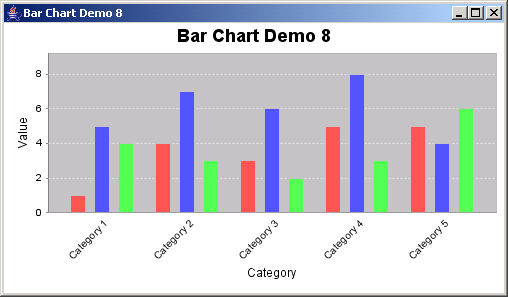 Bar Chart Demo 8
Bar Chart Demo 8
Value
8
6
4
2
0
Category 1
Category 2
Category 3
Category 4
Category 5
Category